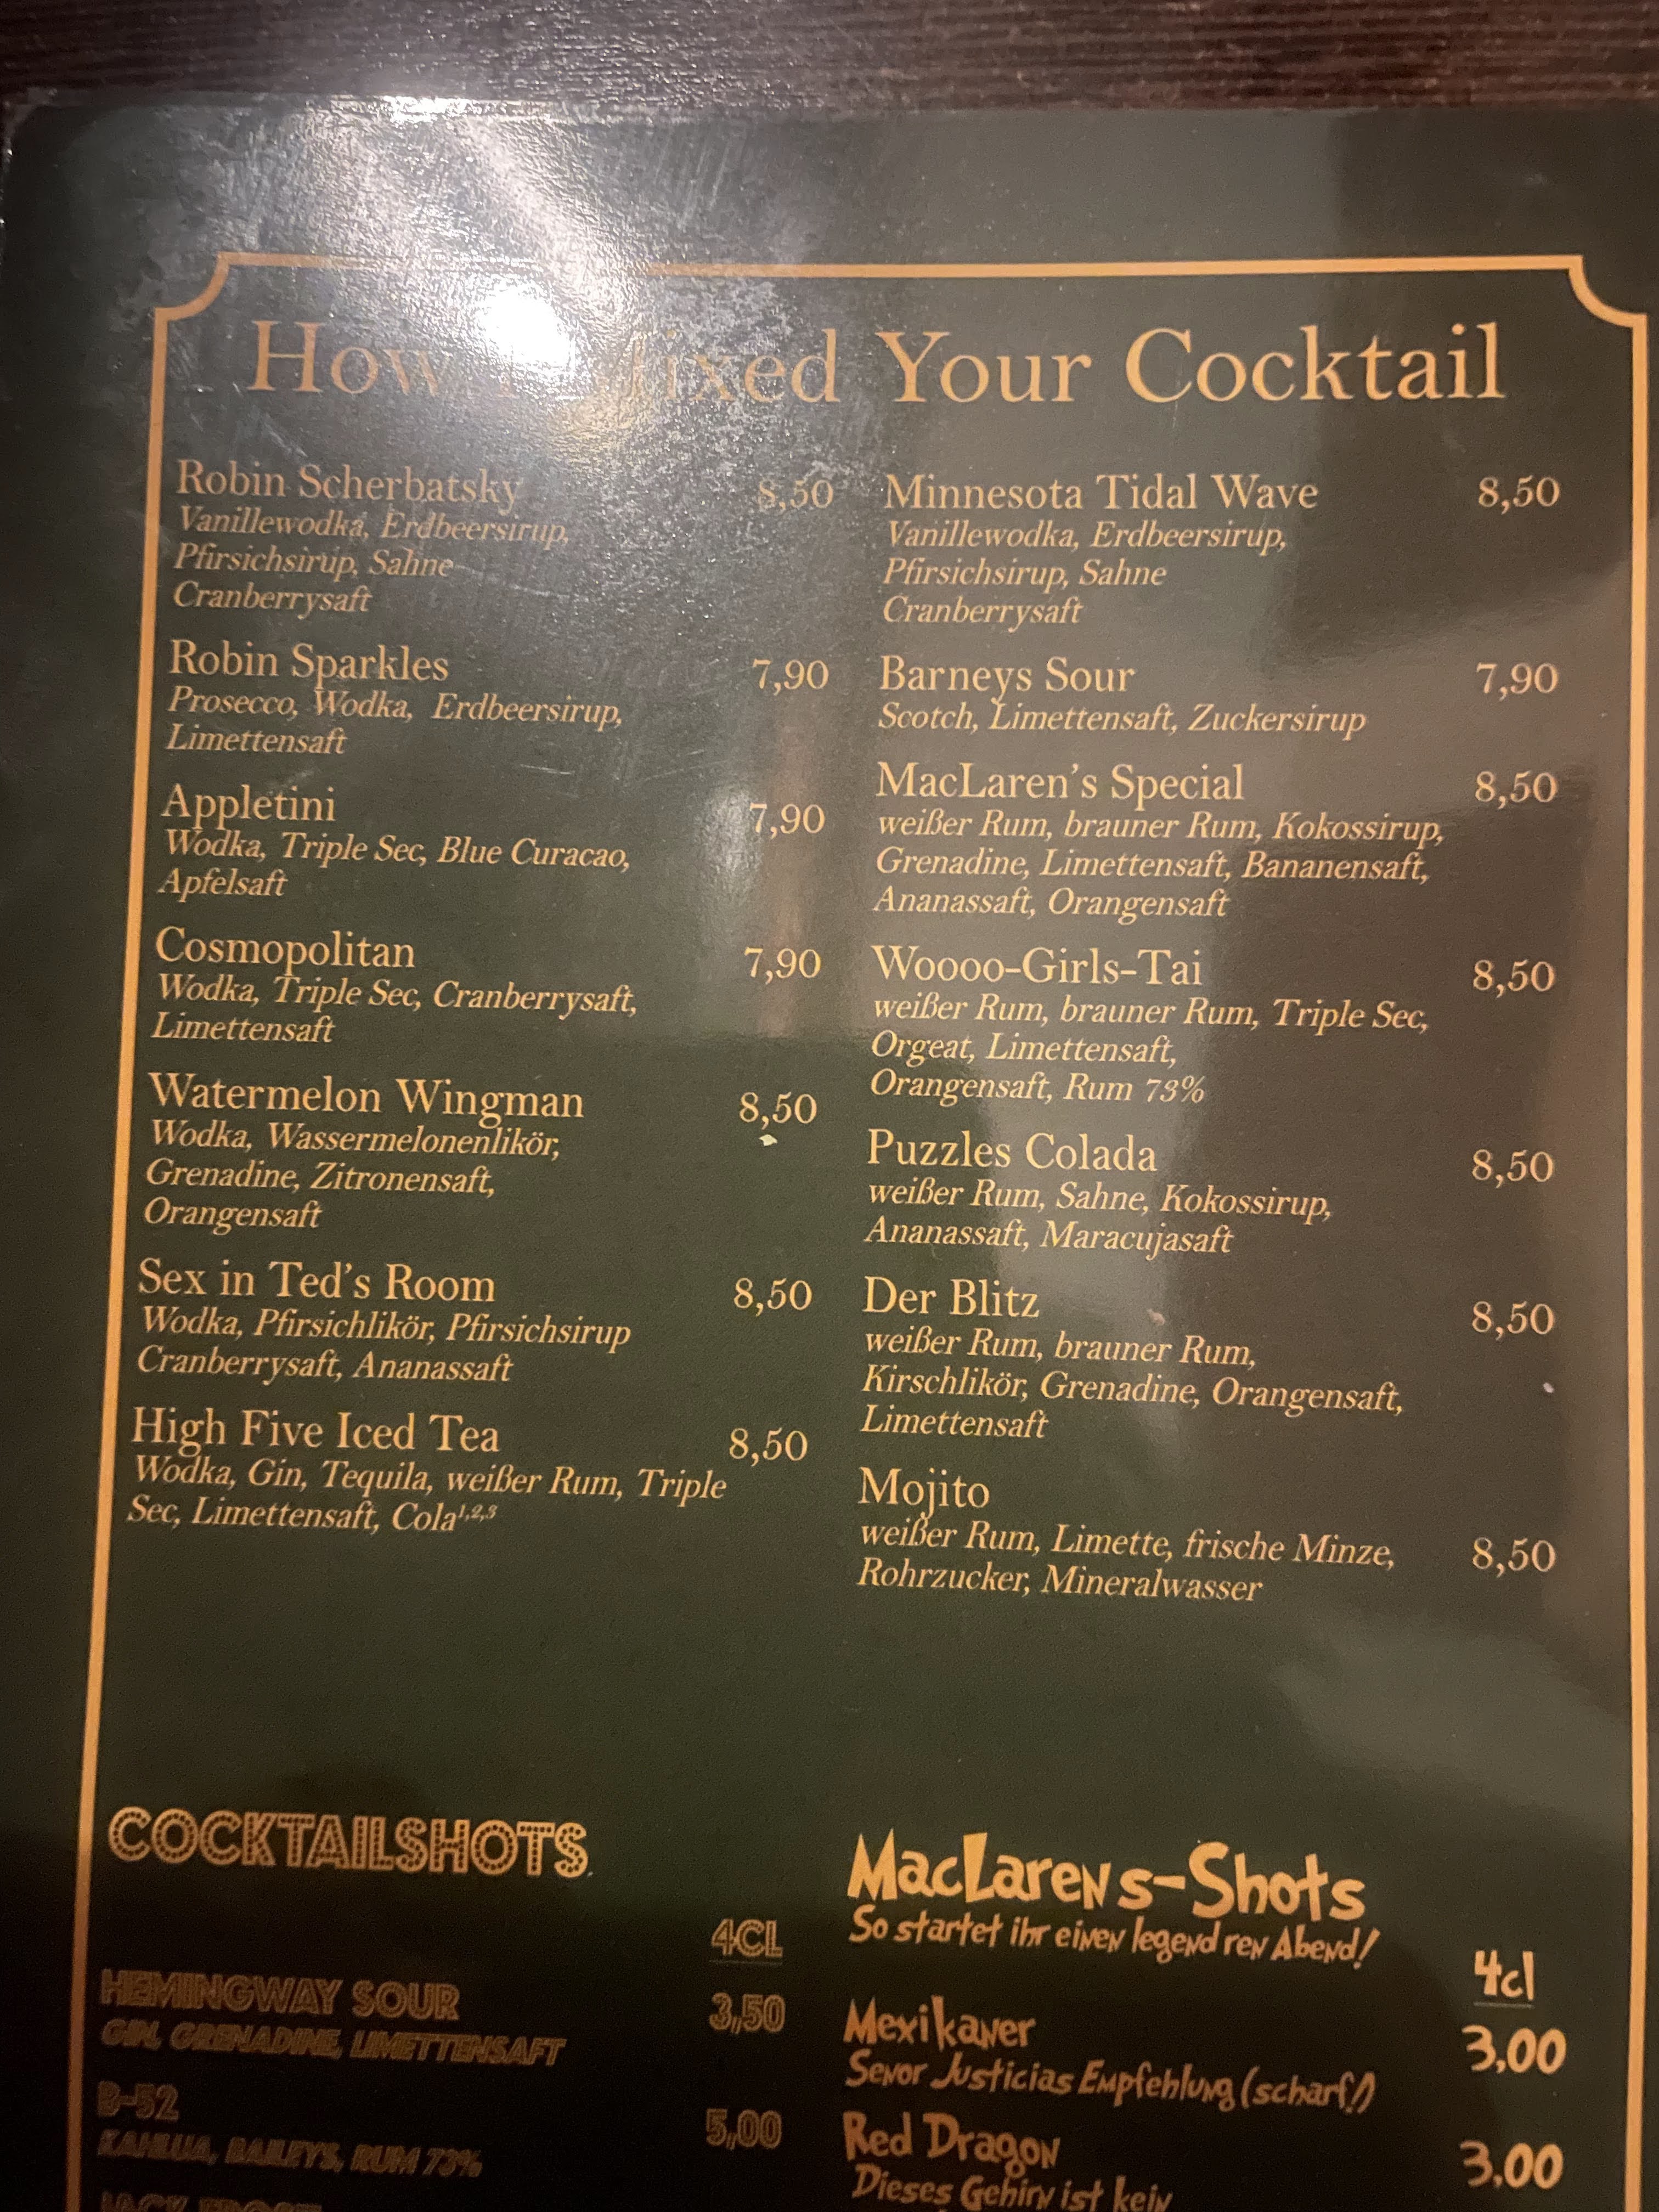 How Mixed Your Cocktail
Robin Scherbatsky 8,50
Vanillewodka, Erdbeersirup,
Pfirsichsirup, Sahne
Cranberrysaft
Robin Sparkles 7,90
Prosecco, Wodka, Erdbeersirup,
Limettensaft
Appletini 7,90
Wodka, Triple Sec, Blue Curacao,
Apfelsaft
Cosmopolitan 7,90
Wodka, Triple Sec, Cranberrysaft,
Limettensaft
Watermelon Wingman 8,50
Wodka, Wassermelonenlikör,
Grenadine, Zitronensaft,
Orangensaft
Sex in Ted's Room 8,50
Wodka, Pfirsichlikör, Pfirsichsirup
Cranberrysaft, Ananassaft
High Five Iced Tea 8,50
Wodka, Gin, Tequila, weißer Rum, Triple
Sec, Limettensaft, Cola¹,²,³
Minnesota Tidal Wave 8,50
Vanillewodka, Erdbeersirup,
Pfirsichsirup, Sahne
Cranberrysaft
Barneys Sour 7,90
Scotch, Limettensaft, Zuckersirup
MacLaren's Special 8,50
weißer Rum, brauner Rum, Kokossirup,
Grenadine, Limettensaft, Bananensaft,
Ananassaft, Orangensaft
Woooo-Girls-Tai 8,50
weißer Rum, brauner Rum, Triple Sec,
Orgeat, Limettensaft,
Orangensaft, Rum 73%
Puzzles Colada 8,50
weißer Rum, Sahne, Kokossirup,
Ananassaft, Maracujasaft
Der Blitz 8,50
weißer Rum, brauner Rum,
Kirschlikör, Grenadine, Orangensaft,
Limettensaft
Mojito
weißer Rum, Limette, frische Minze, 8,50
Rohrzucker, Mineralwasser
COCKTAILSHOTS
4CL
HEMINGWAY SOUR 3,50
GIN, GRENADINE, LIMETTENSAFT
B-52 5,00
KAHLUA, BAILEYS, RUM 73%
JACK FROST
MacLarens-Shots
So startet ihr einen legend ren Abend!
4cl
Mexikaner 3,00
Senor Justicias Empfehlung (scharf!)
Red Dragon 3,00
Dieses Gehirn ist kein